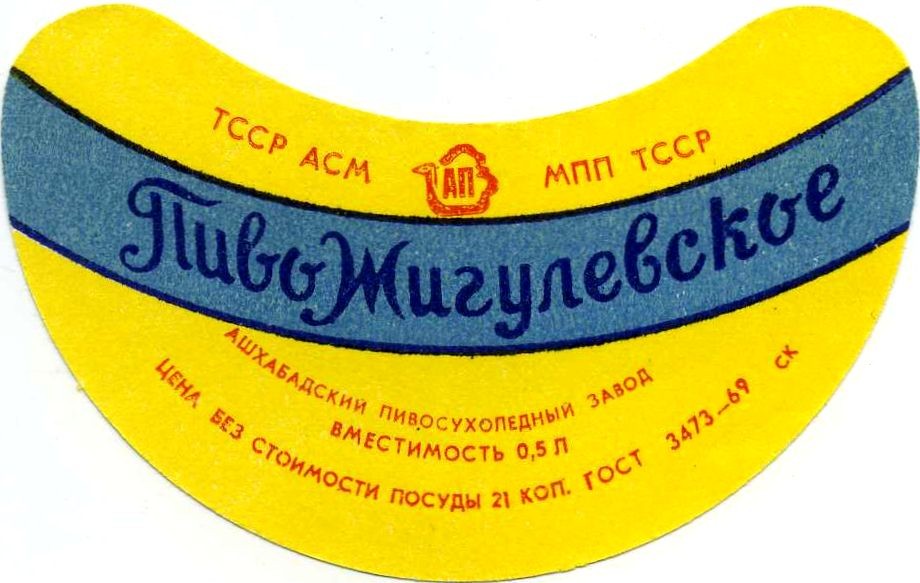 ТССР АСМ АП МПП ТССР
Пиво Жигулевское
АШХАБАДСКИЙ ПИВОСУХОЛЕДНЫЙ ЗАВОД
ВМЕСТИМОСТЬ 0,5 Л
ЦЕНА БЕЗ СТОИМОСТИ ПОСУДЫ 21 КОП. ГОСТ 3473–69 СК